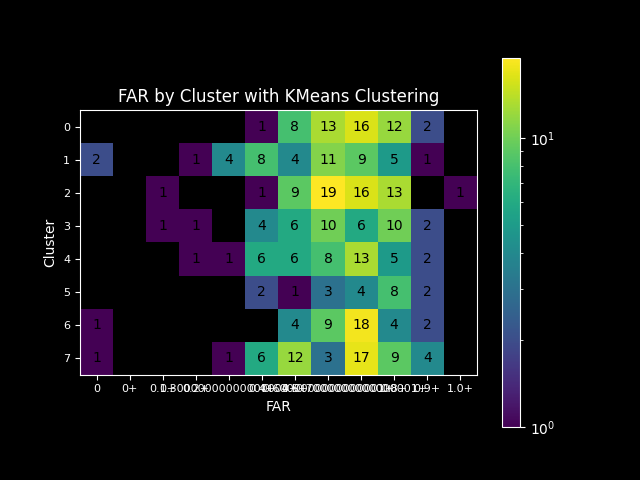 FAR by Cluster with KMeans Clustering
0 1 8 13 16 12 2
1 2 1 4 8 4 11 9 5 1
2 1 1 9 19 16 13 1
3 1 1 4 6 10 6 10 2
4 1 1 6 6 8 13 5 2
5 2 1 3 4 8 2
6 1 4 9 18 4 2
7 1 1 6 12 3 17 9 4
0 0+ 0.9+ 1.0+
FAR
Cluster
10¹
10⁰